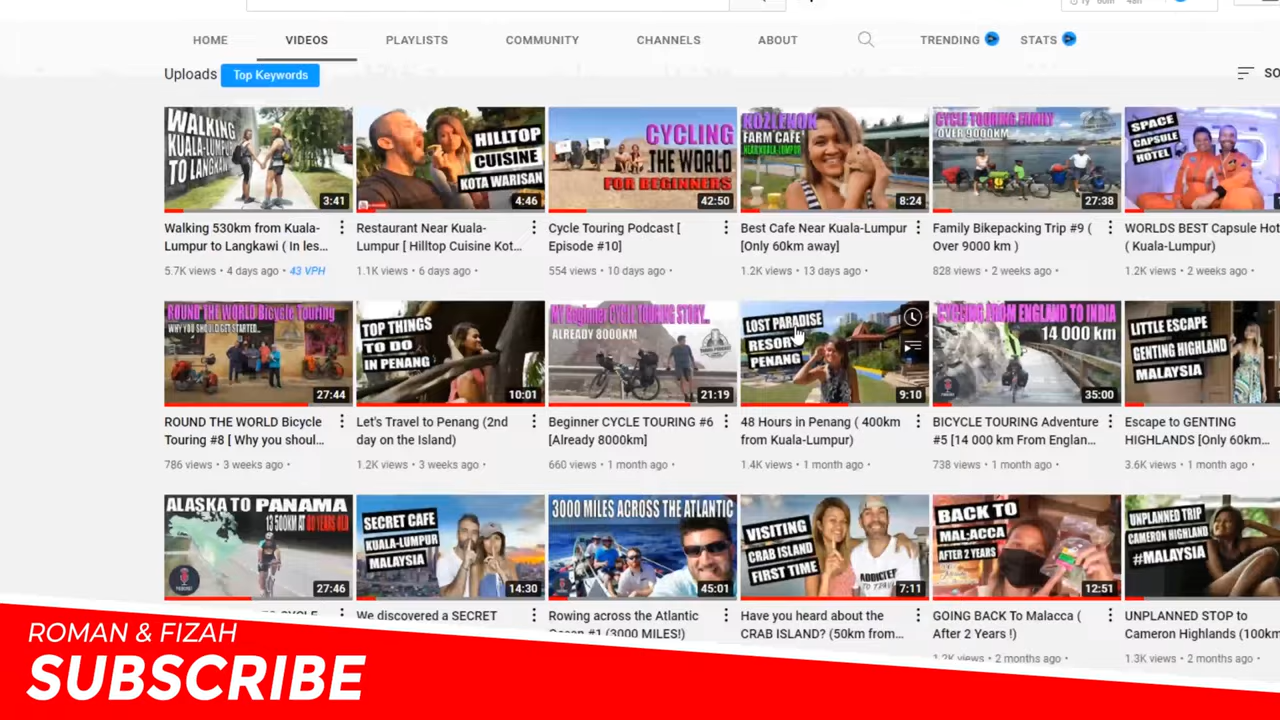 HOME VIDEOS PLAYLISTS COMMUNITY CHANNELS ABOUT TRENDING STATS
Uploads Top Keywords
WALKING
KUALA-LUMPUR
TO LANGKAWI
3:41
HILLTOP
CUISINE
KOTA WARISAN
4:46
CYCLING
THE WORLD
FOR BEGINNERS
42:50
ROZLENOK
FARM CAFE'
NEAR KUALA-LUMPUR
8:24
CYCLE TOURING FAMILY
OVER 9000KM
27:38
SPACE
CAPSULE
HOTEL
Walking 530km from Kuala-
Lumpur to Langkawi ( In les...
5.7K views • 4 days ago • 43 VPH
Restaurant Near Kuala-
Lumpur [ Hilltop Cuisine Kot...
1.1K views • 6 days ago •
Cycle Touring Podcast [
Episode #10]
554 views • 10 days ago •
Best Cafe Near Kuala-Lumpur
[Only 60km away]
1.2K views • 13 days ago •
Family Bikepacking Trip #9 (
Over 9000 km )
828 views • 2 weeks ago •
WORLDS BEST Capsule Hot
( Kuala-Lumpur)
1.2K views • 2 weeks ago •
ROUND THE WORLD Bicycle Touring
WHY YOU SHOULD GET STARTED...
27:44
TOP THINGS
TO DO
IN PENANG
10:01
MY Beginner CYCLE TOURING STORY...
ALREADY 8000KM
21:19
LOST PARADISE
RESORT
PENANG
9:10
CYCLING FROM ENGLAND TO INDIA
14 000 km
35:00
LITTLE ESCAPE
GENTING HIGHLAND
MALAYSIA
ROUND THE WORLD Bicycle
Touring #8 [ Why you shoul...
786 views • 3 weeks ago •
Let's Travel to Penang (2nd
day on the Island)
1.2K views • 3 weeks ago •
Beginner CYCLE TOURING #6
[Already 8000km]
660 views • 1 month ago •
48 Hours in Penang ( 400km
from Kuala-Lumpur)
1.4K views • 1 month ago •
BICYCLE TOURING Adventure
#5 [14 000 km From Englan...
738 views • 1 month ago •
Escape to GENTING
HIGHLANDS [Only 60km...
3.6K views • 1 month ago •
ALASKA TO PANAMA
13 500KM AT 60 YEARS OLD
27:46
SECRET CAFE
KUALA-LUMPUR
MALAYSIA
14:30
3000 MILES ACROSS THE ATLANTIC
45:01
VISITING
CRAB ISLAND
FIRST TIME
ADDICTED
TO TRAVEL
7:11
BACK TO
MALACCA
AFTER 2 YEARS
12:51
UNPLANNED TRIP
CAMERON HIGHLAND
#MALAYSIA
We discovered a SECRET
Rowing across the Atlantic
Ocean #1 (3000 MILES!)
Have you heard about the
CRAB ISLAND? (50km from...
GOING BACK To Malacca (
After 2 Years !)
1.2K views • 2 months ago •
UNPLANNED STOP to
Cameron Highlands (100km
1.3K views • 2 months ago •
ROMAN & FIZAH
SUBSCRIBE